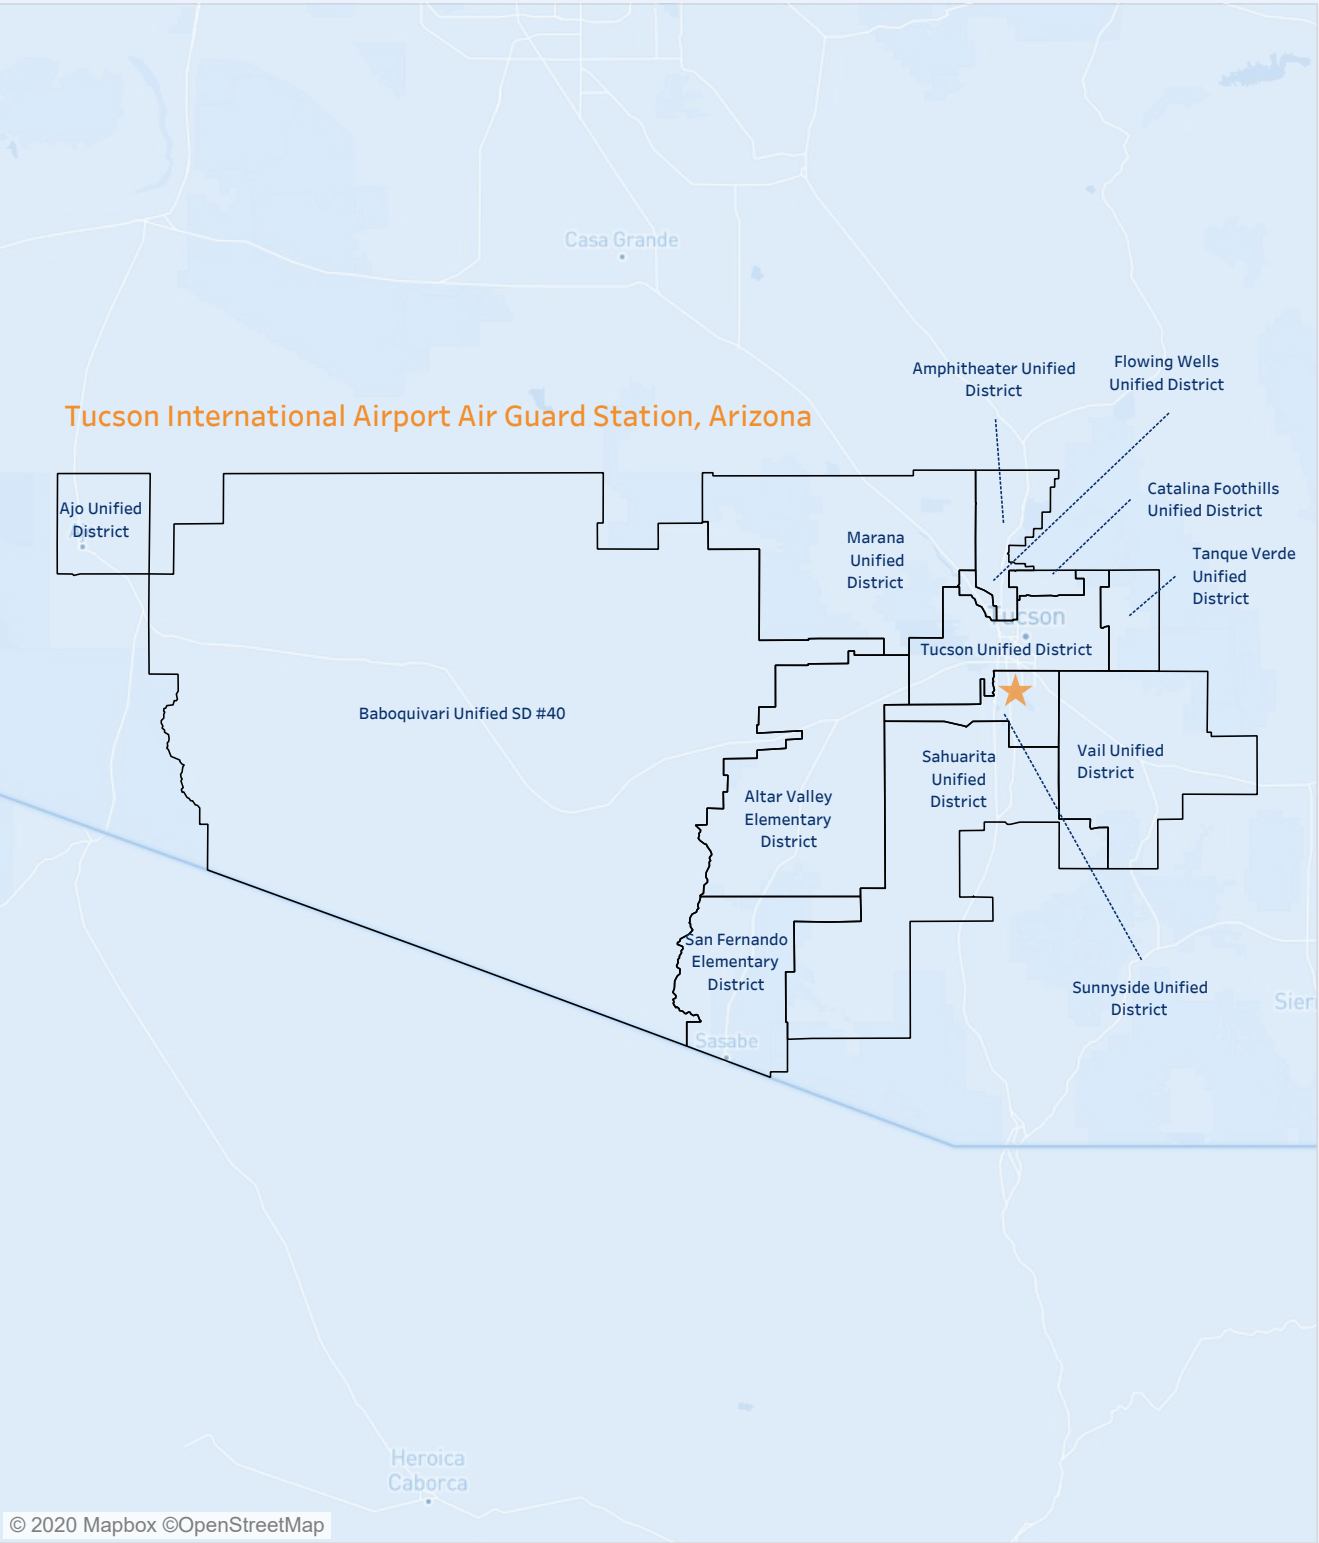 Casa Grande
Amphitheater Unified
District
Flowing Wells
Unified District
Tucson International Airport Air Guard Station, Arizona
Catalina Foothills
Unified District
Ajo Unified
District
Marana
Unified
District
Tanque Verde
Unified
District
Tucson
Tucson Unified District
Baboquivari Unified SD #40
Sahuarita
Unified
District
Vail Unified
District
Altar Valley
Elementary
District
San Fernando
Elementary
District
Sunnyside Unified
District
Sier
Sasabe
Heroica
Caborca
© 2020 Mapbox ©OpenStreetMap